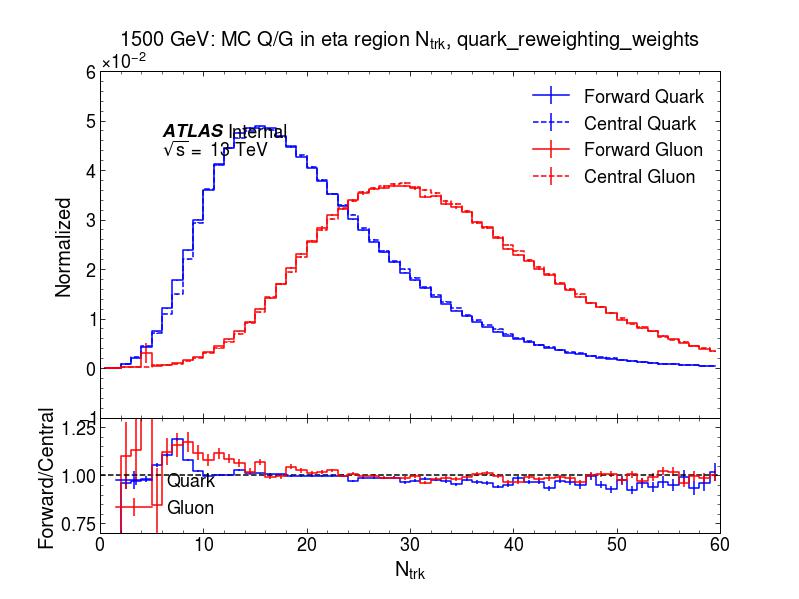 1500 GeV: MC Q/G in eta region Ntrk, quark_reweighting_weights
×10−2
6
5
4
3
2
1
0
−1
Normalized
ATLAS Internal
√s = 13 TeV
Forward Quark
Central Quark
Forward Gluon
Central Gluon
1.25
1.00
0.75
Forward/Central
Quark
Gluon
0 10 20 30 40 50 60
Ntrk